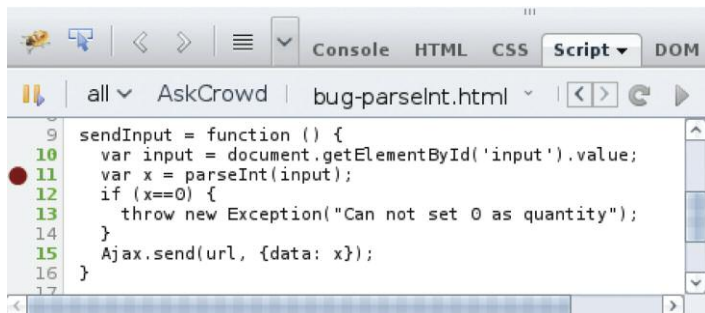 Console HTML CSS Script DOM
all AskCrowd bug-parseInt.html
9 sendInput = function () {
10 var input = document.getElementById('input').value;
11 var x = parseInt(input);
12 if (x==0) {
13 throw new Exception("Can not set 0 as quantity");
14 }
15 Ajax.send(url, {data: x});
16 }
17